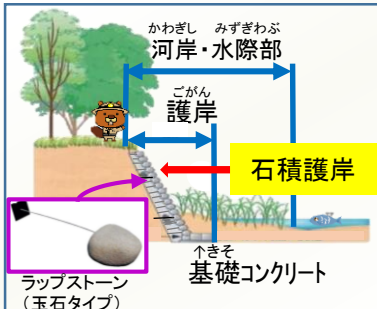 かわぎし みずぎわぶ
河岸・水際部
ごがん
護岸
石積護岸
↑きそ
基礎コンクリート
ラップストーン
（玉石タイプ）